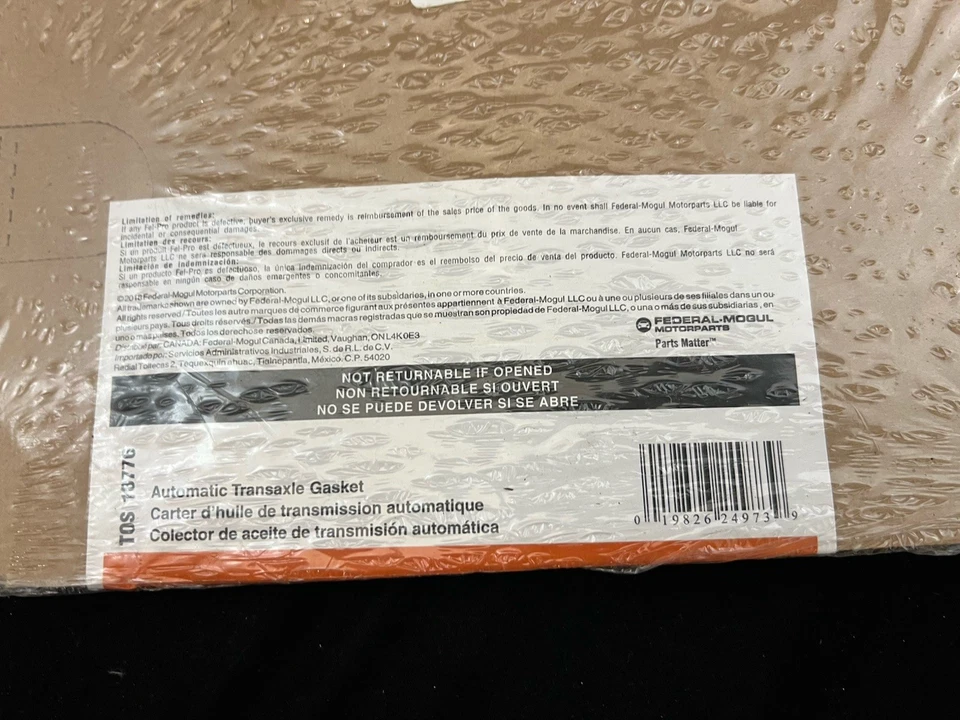 Limitation of remedies:
If any Fel-Pro product is defective, buyer's exclusive remedy is reimbursement of the sales price of the goods. In no event shall Federal-Mogul Motorparts LLC be liable for
incidental or consequential damages.
Limitation des recours:
Si un produit Fel-Pro est défectueux, le recours exclusif de l'acheteur est un remboursement du prix de vente de la marchandise. En aucun cas, Federal-Mogul
Motorparts LLC ne sera responsable des dommages directs ou indirects.
Limitación de indemnización:
Si un producto Fel-Pro es defectuoso, la única indemnización del comprador es el reembolso del precio de venta del producto. Federal-Mogul Motorparts LLC no será
responsable en ningún caso de daños emergentes o concomitantes.
Federal-Mogul Motorparts Corporation.
All trademarks shown are owned by Federal-Mogul LLC, or one of its subsidaries, in one or more countries.
All rights reserved./Toutes les autre marques de commerce figurant aux présentes appartiennent à Federal-Mogul LLC ou à une ou plusieurs de ses filiales dans un ou
plusieurs pays. Tous droits réservés./Todas las demás marcas registradas que se muestran son propiedad de Federal-Mogul LLC, o una o más de sus subsidiarias, en
uno o mail países. Todos los derechos reservados.
par: CANADA: Federal-Mogul Canada, Limited, Vaughan, ON L4K0E3
Importado por: Servicios Administrativos Industriales, S. de R.L. de C.V.
Radial Toltecas 2, Tequexquinahuac, Tlalnepantla, México. C.P. 54020
FEDERAL-MOGUL
MOTORPARTS
Parts Matter™
NOT RETURNABLE IF OPENED
NON RETOURNABLE SI OUVERT
NO SE PUEDE DEVOLVER SI SE ABRE
TOS 18776
Automatic Transaxle Gasket
Carter d'huile de transmission automatique
Colector de aceite de transmisión automática
0 19826 24973 9